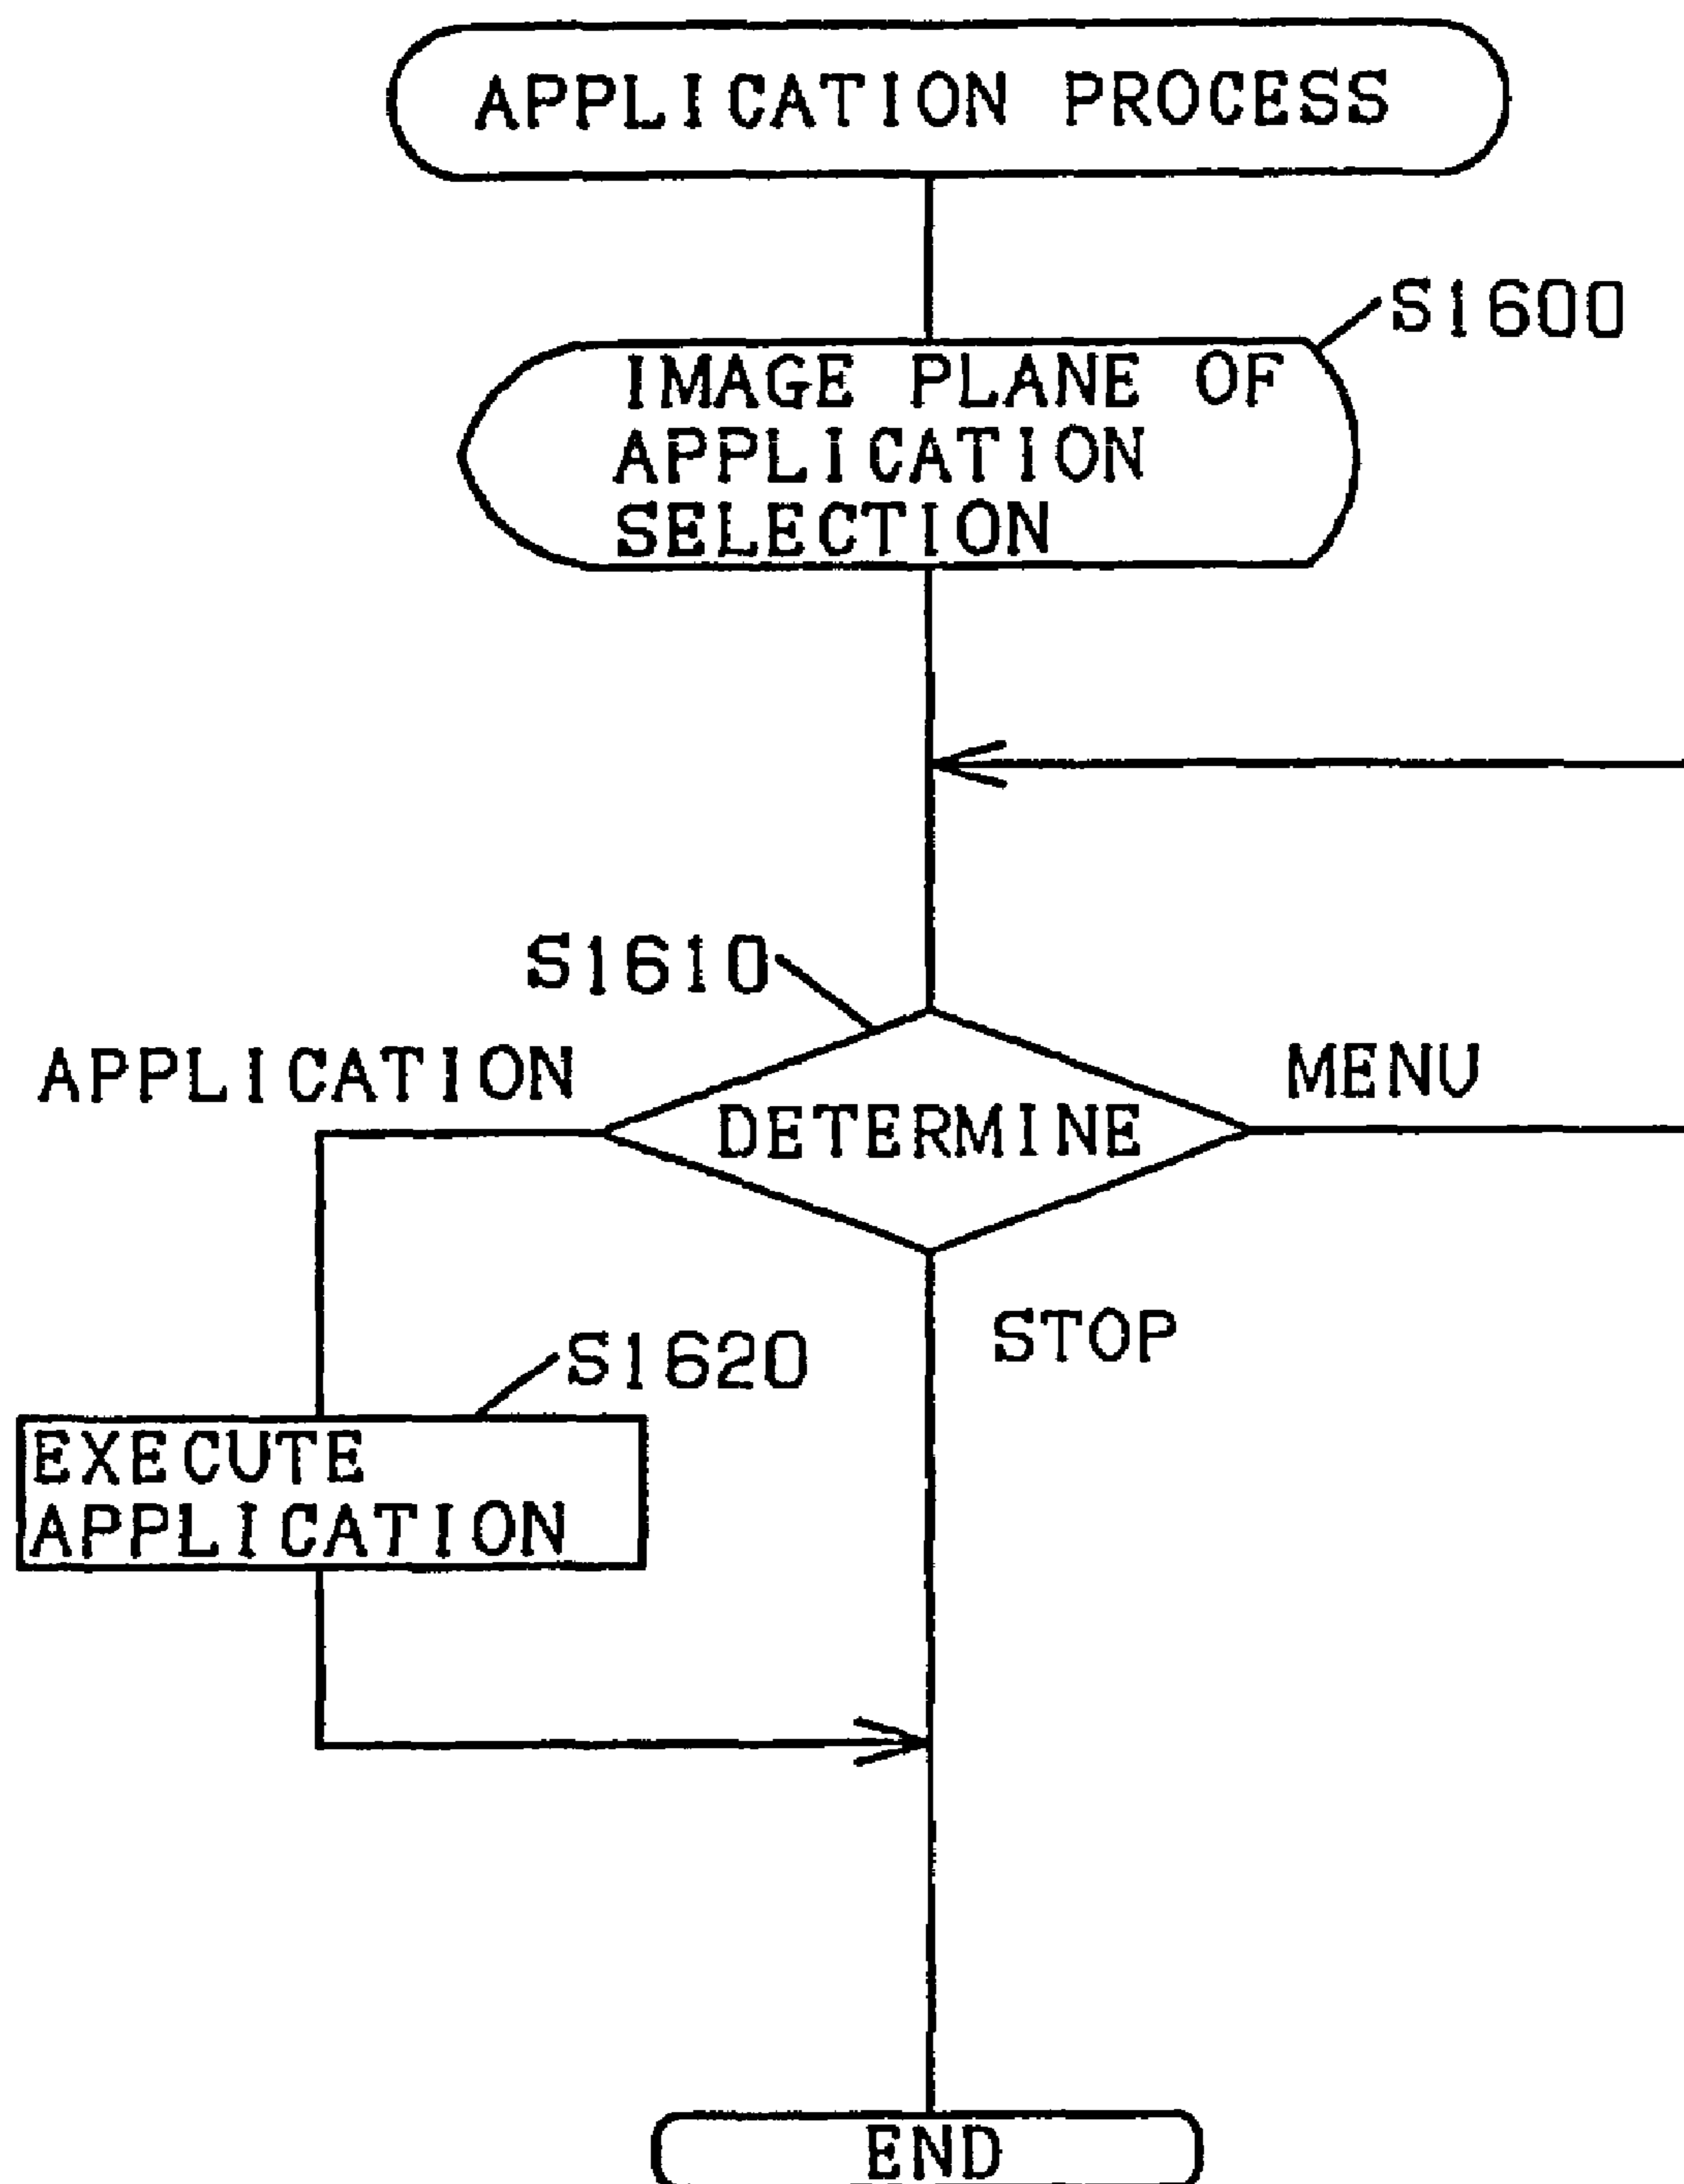 APPLICATION PROCESS
S1600
IMAGE PLANE OF
APPLICATION
SELECTION
S1610
APPLICATION
MENU
DETERMINE
STOP
S1620
EXECUTE
APPLICATION
END